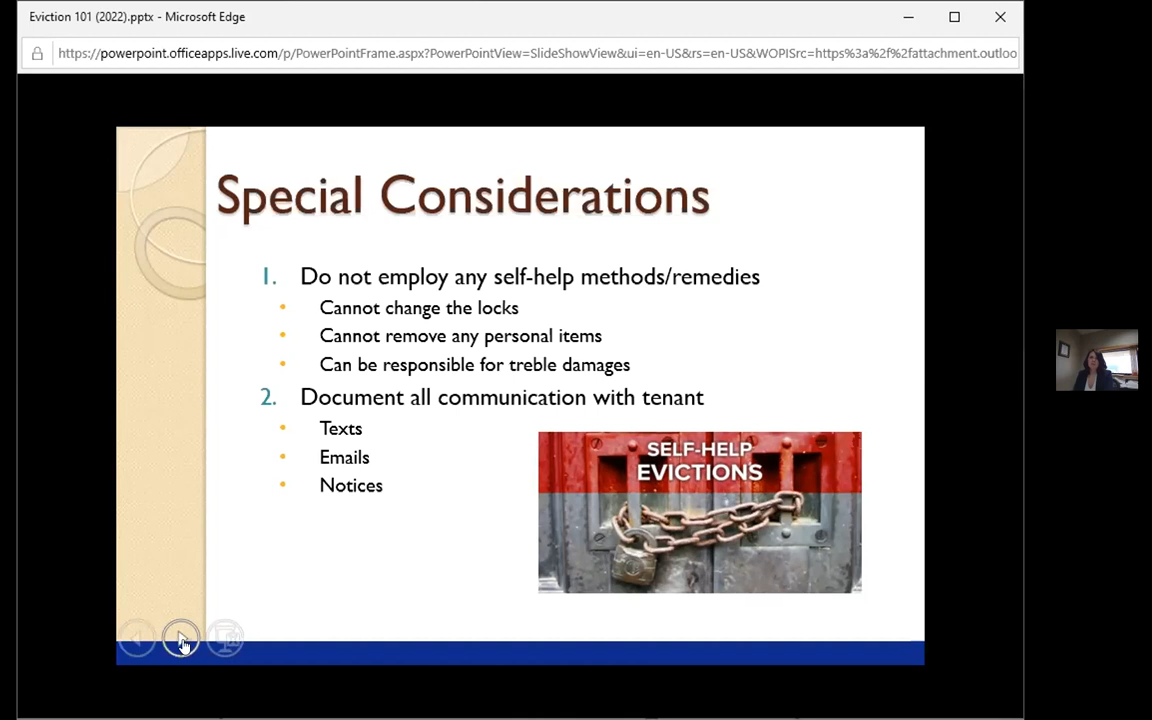 Eviction 101 (2022).pptx - Microsoft Edge
https://powerpoint.officeapps.live.com/p/PowerPointFrame.aspx?PowerPointView=SlideShowView&ui=en-US&rs=en-US&WOPISrc=https%3a%2f%2fattachment.outloo
Special Considerations
1. Do not employ any self-help methods/remedies
• Cannot change the locks
• Cannot remove any personal items
• Can be responsible for treble damages
2. Document all communication with tenant
• Texts
• Emails
• Notices
SELF-HELP
EVICTIONS